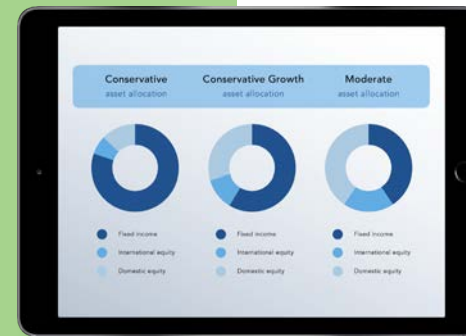 Conservative
asset allocation
Conservative Growth
asset allocation
Moderate
asset allocation
Fixed income
International equity
Domestic equity
Fixed income
International equity
Domestic equity
Fixed income
International equity
Domestic equity